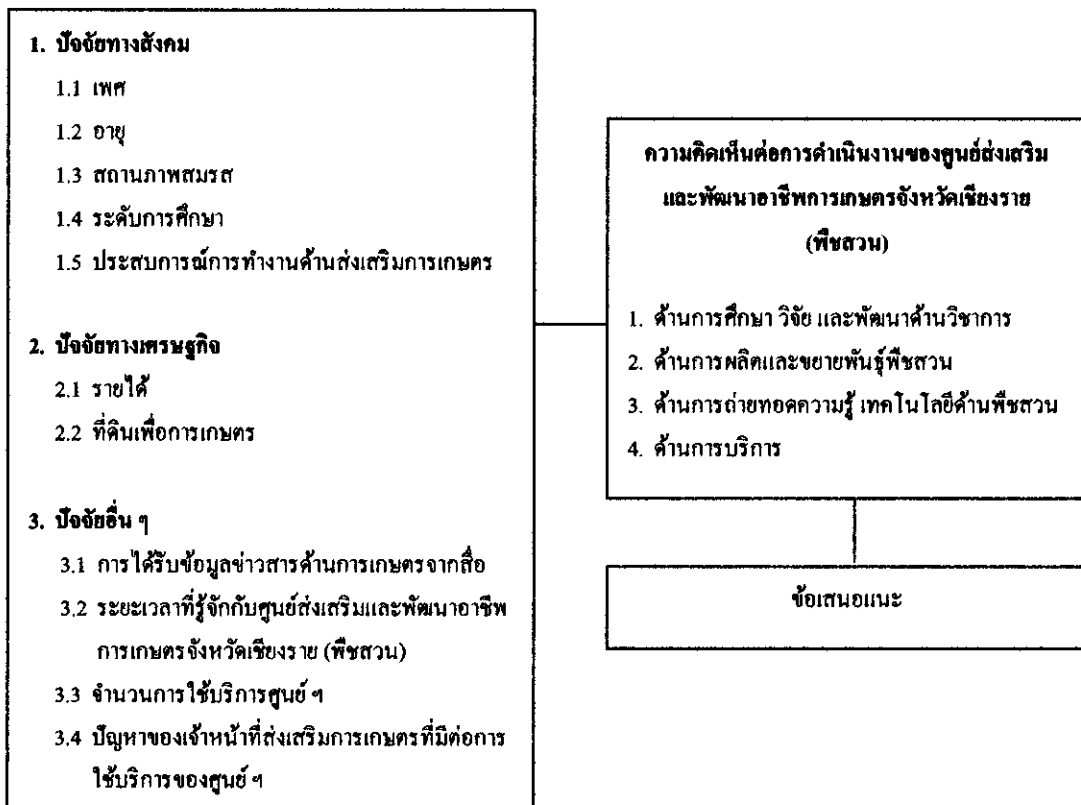 1. ปัจจัยทางสังคม
1.1 เพศ
1.2 อายุ
1.3 สถานภาพสมรส
1.4 ระดับการศึกษา
1.5 ประสบการณ์การทำงานด้านส่งเสริมการเกษตร
2. ปัจจัยทางเศรษฐกิจ
2.1 รายได้
2.2 ที่ดินเพื่อการเกษตร
3. ปัจจัยอื่น ๆ
3.1 การได้รับข้อมูลข่าวสารด้านการเกษตรจากสื่อ
3.2 ระยะเวลาที่รู้จักกับศูนย์ส่งเสริมและพัฒนาอาชีพ
การเกษตรจังหวัดเชียงราย (พืชสวน)
3.3 จำนวนการใช้บริการศูนย์ ฯ
3.4 ปัญหาของเจ้าหน้าที่ส่งเสริมการเกษตรที่มีต่อการ
ใช้บริการของศูนย์ ฯ
ความคิดเห็นต่อการดำเนินงานของศูนย์ส่งเสริม
และพัฒนาอาชีพการเกษตรจังหวัดเชียงราย
(พืชสวน)
1. ด้านการศึกษา วิจัย และพัฒนาด้านวิชาการ
2. ด้านการผลิตและขยายพันธุ์พืชสวน
3. ด้านการถ่ายทอดความรู้ เทคโนโลยีด้านพืชสวน
4. ด้านการบริการ
ข้อเสนอแนะ